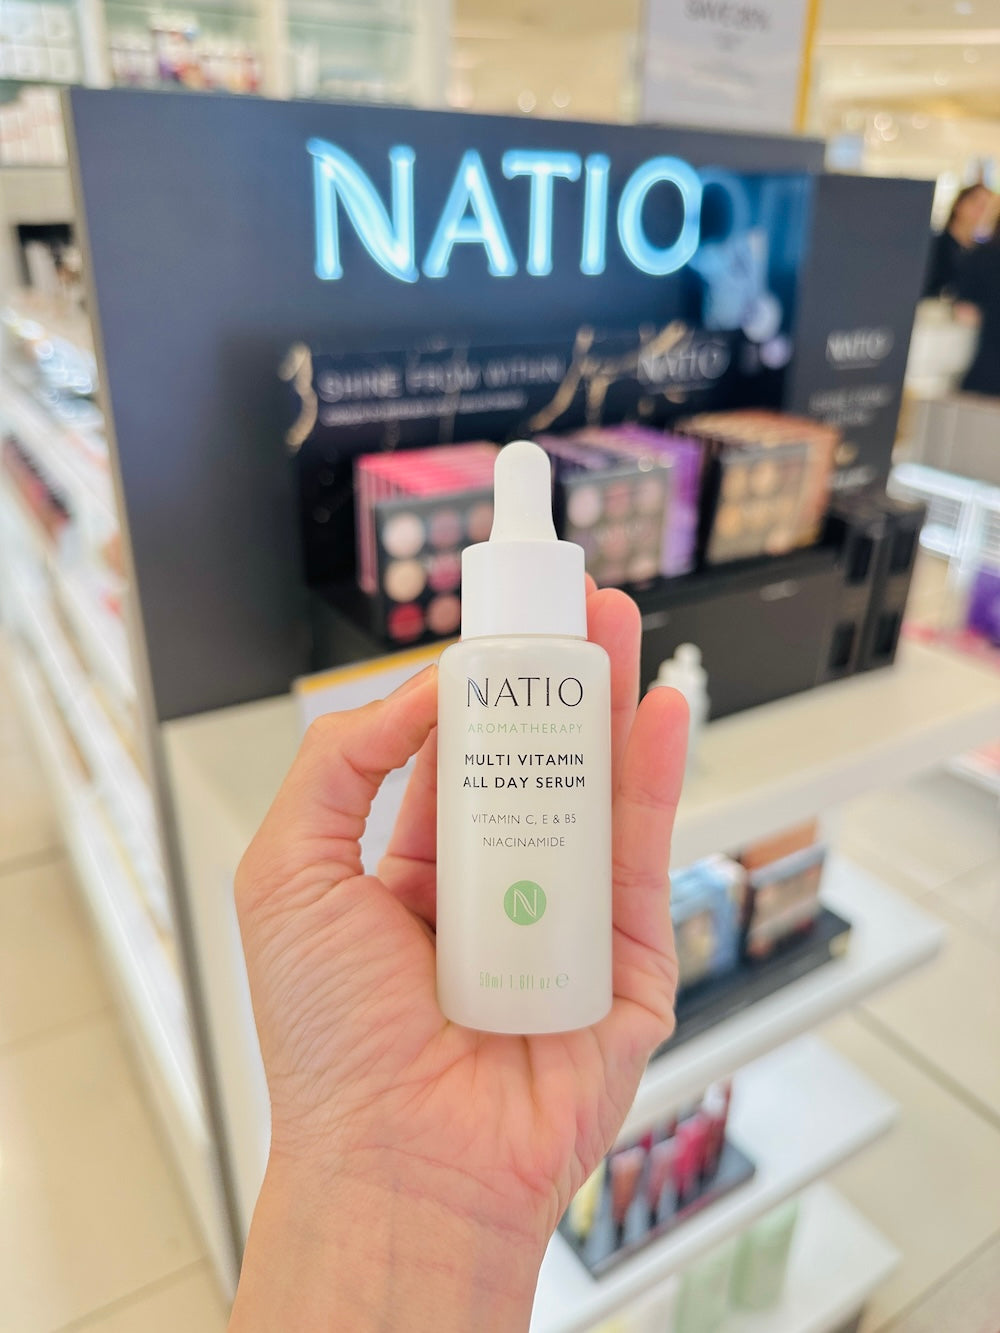 NATIO
SHINE FROM WITHIN
NATIO
NATIO
NATIO
AROMATHERAPY
MULTI VITAMIN
ALL DAY SERUM
VITAMIN C, E & B5
NIACINAMIDE
N
50ml 1.6fl oz ℮